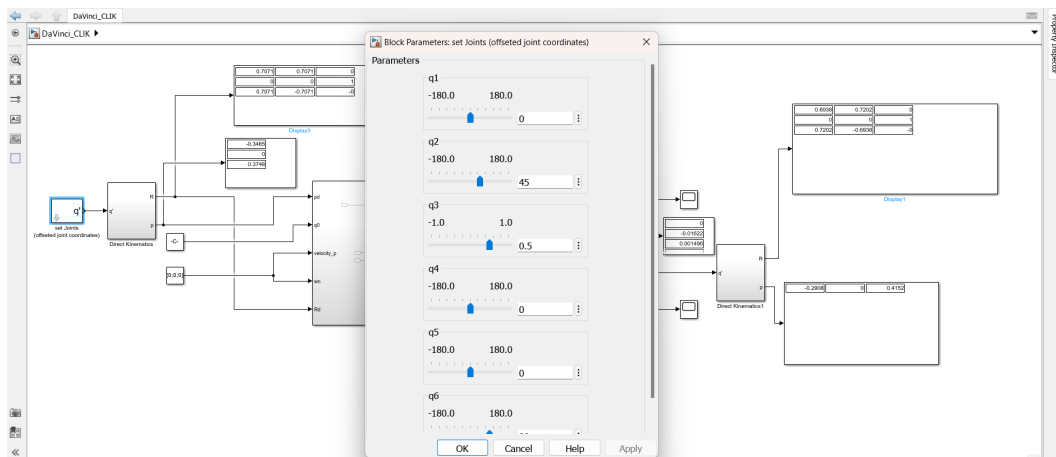 DaVinci_CLIK
DaVinci_CLIK
Property Inspector
Block Parameters: set Joints (offseted joint coordinates)
Parameters
q1
-180.0 180.0
0
q2
-180.0 180.0
45
q3
-1.0 1.0
0.5
q4
-180.0 180.0
0
q5
-180.0 180.0
0
q6
-180.0 180.0
OK Cancel Help Apply
0.7071 0.7071 0
0 0 1
0.7071 -0.7071 -0
Display3
-0.3465
0
0.3748
q'
set Joints
(offseted joint coordinates)
q'
R
p
Direct Kinematics
-C-
[0;0;0]
pd
q0
velocity_p
wn
Rd
0
-0.01622
0.001496
q'
R
p
Direct Kinematics1
0.6938 0.7202 0
0 0 1
0.7202 -0.6938 -0
Display1
-0.2908 0 0.4152